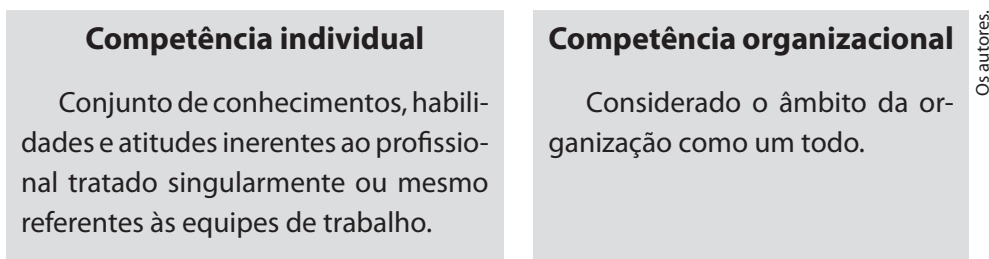 Competência individual
Conjunto de conhecimentos, habili-
dades e atitudes inerentes ao profissio-
nal tratado singularmente ou mesmo
referentes às equipes de trabalho.
Competência organizacional
Considerado o âmbito da or-
ganização como um todo.
Os autores.